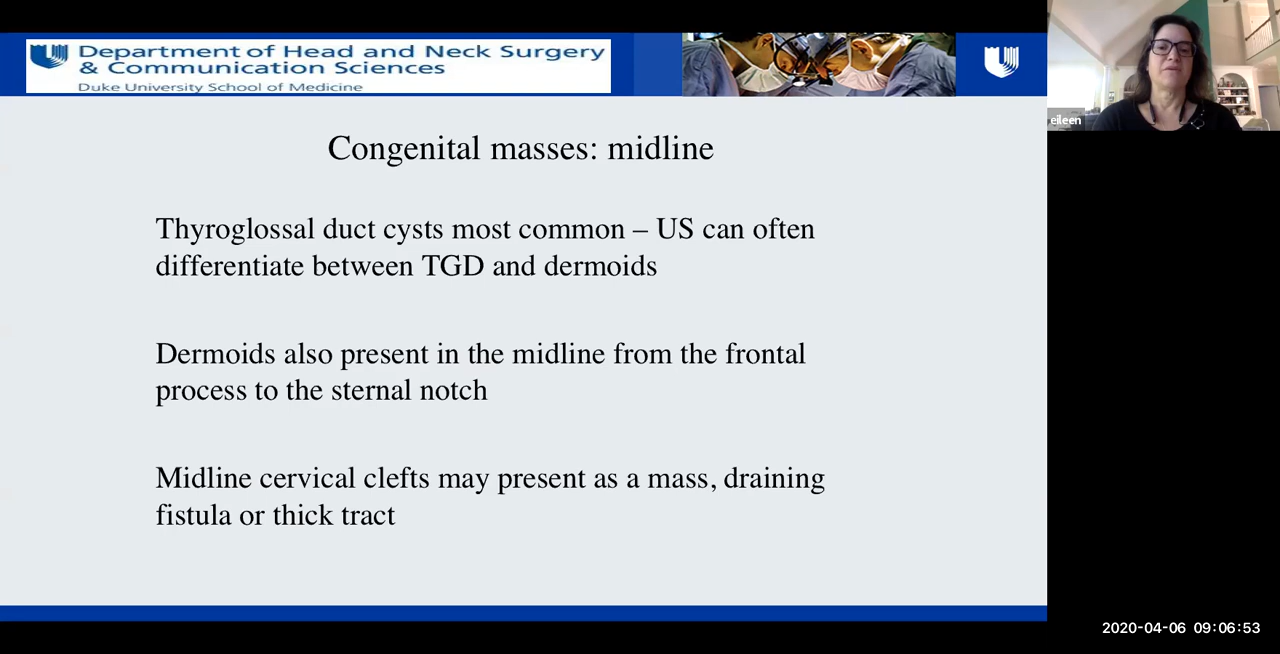 Department of Head and Neck Surgery
& Communication Sciences
Duke University School of Medicine
eileen
Congenital masses: midline
Thyroglossal duct cysts most common – US can often
differentiate between TGD and dermoids
Dermoids also present in the midline from the frontal
process to the sternal notch
Midline cervical clefts may present as a mass, draining
fistula or thick tract
2020-04-06 09:06:53